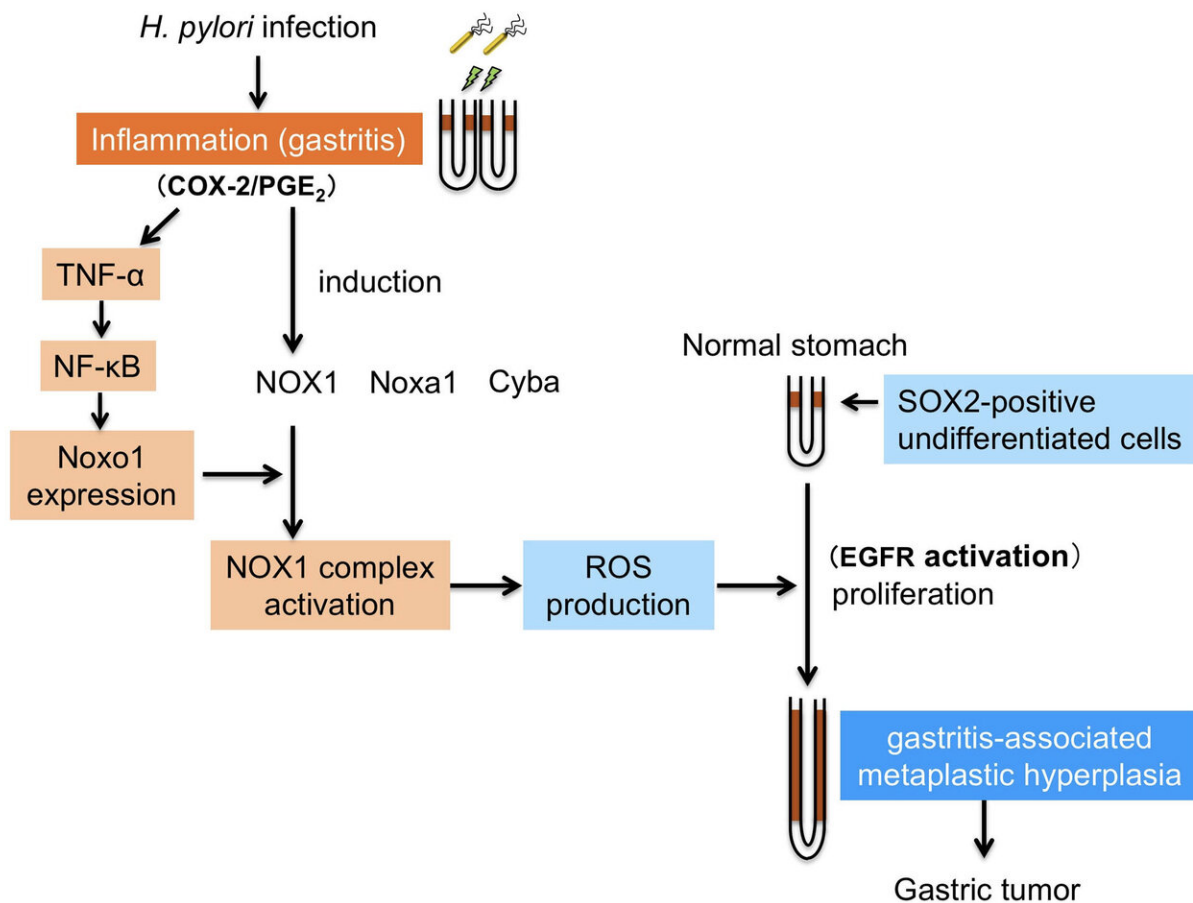 H. pylori infection
Inflammation (gastritis)
（COX-2/PGE₂）
TNF-α
induction
NF-κB
NOX1 Noxa1 Cyba
Noxo1
expression
NOX1 complex
activation
ROS
production
Normal stomach
SOX2-positive
undifferentiated cells
（EGFR activation）
proliferation
gastritis-associated
metaplastic hyperplasia
Gastric tumor